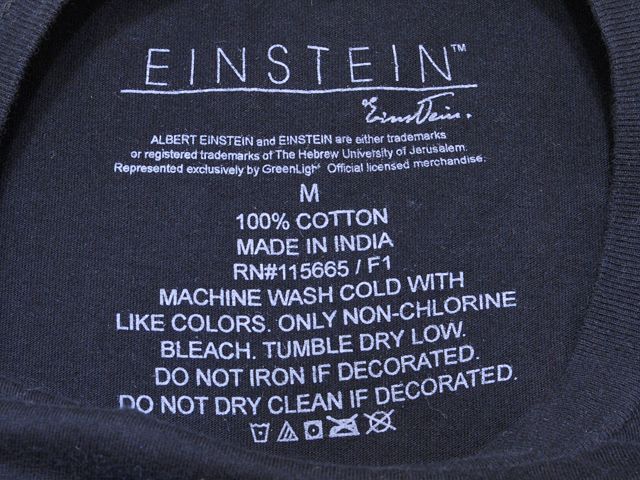 EINSTEIN™
Einstein.
ALBERT EINSTEIN and EINSTEIN are either trademarks
or registered trademarks of The Hebrew University of Jerusalem.
Represented exclusively by GreenLight. Official licensed merchandise.
M
100% COTTON
MADE IN INDIA
RN#115665 / F1
MACHINE WASH COLD WITH
LIKE COLORS. ONLY NON-CHLORINE
BLEACH. TUMBLE DRY LOW.
DO NOT IRON IF DECORATED.
DO NOT DRY CLEAN IF DECORATED.